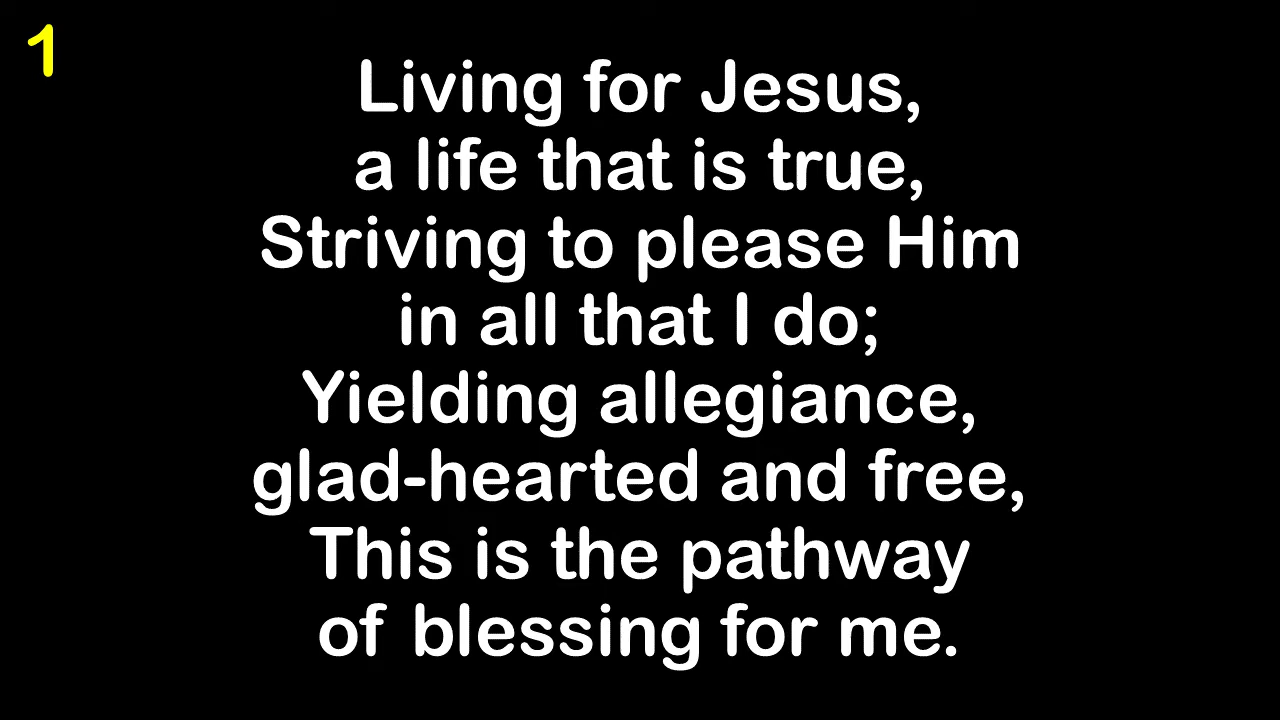 1
Living for Jesus,
a life that is true,
Striving to please Him
in all that I do;
Yielding allegiance,
glad-hearted and free,
This is the pathway
of blessing for me.